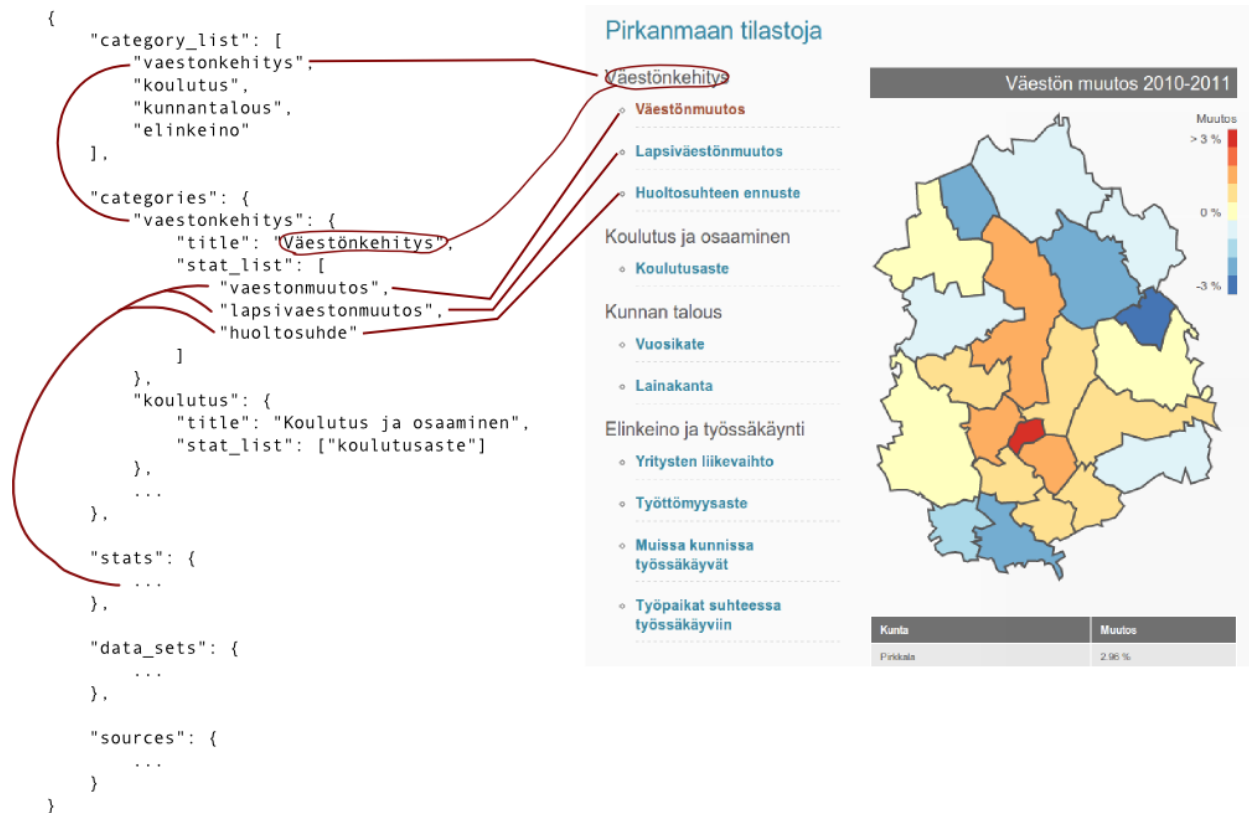 {
"category_list": [
"vaestonkehitys",
"koulutus",
"kunnantalous",
"elinkeino"
],
"categories": {
"vaestonkehitys": {
"title": "Väestönkehitys",
"stat_list": [
"vaestonmuutos",
"lapsivaestonmuutos",
"huoltosuhde"
]
},
"koulutus": {
"title": "Koulutus ja osaaminen",
"stat_list": ["koulutusaste"]
},
...
},
"stats": {
...
},
"data_sets": {
...
},
"sources": {
...
}
}
Pirkanmaan tilastoja
Väestönkehitys
Väestönmuutos
Lapsiväestönmuutos
Huoltosuhteen ennuste
Koulutus ja osaaminen
Koulutusaste
Kunnan talous
Vuosikate
Lainakanta
Elinkeino ja työssäkäynti
Yritysten liikevaihto
Työttömyysaste
Muissa kunnissa
työssäkäyvät
Työpaikat suhteessa
työssäkäyviin
Väestön muutos 2010-2011
Muutos
> 3 %
0 %
-3 %
Kunta Muutos
Pirkkala 2.96 %